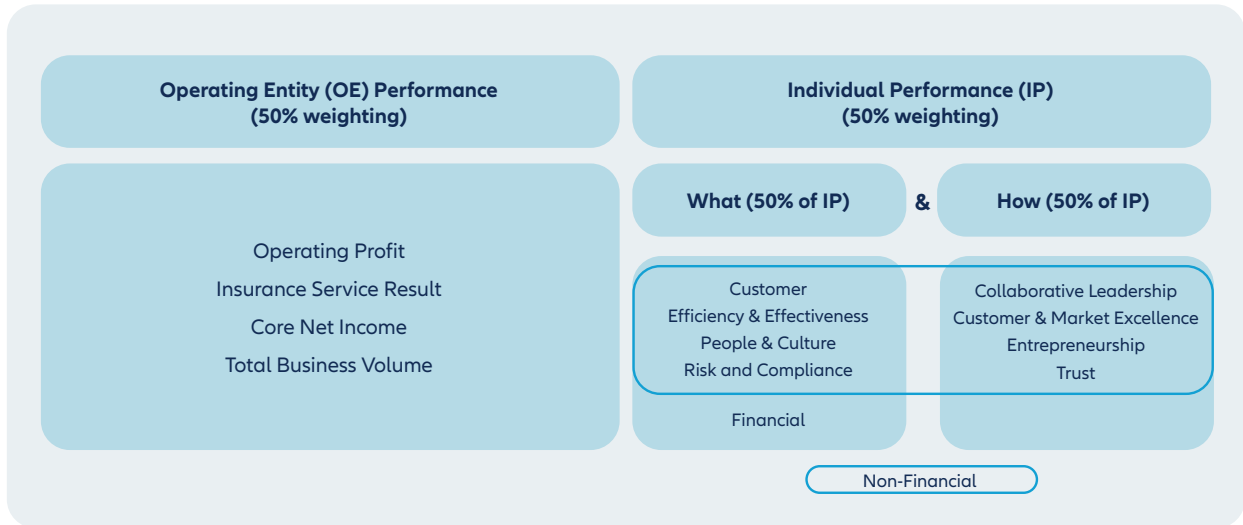 Operating Entity (OE) Performance
(50% weighting)
Individual Performance (IP)
(50% weighting)
Operating Profit
Insurance Service Result
Core Net Income
Total Business Volume
What (50% of IP)
&
How (50% of IP)
Customer
Efficiency & Effectiveness
People & Culture
Risk and Compliance
Financial
Collaborative Leadership
Customer & Market Excellence
Entrepreneurship
Trust
Non-Financial